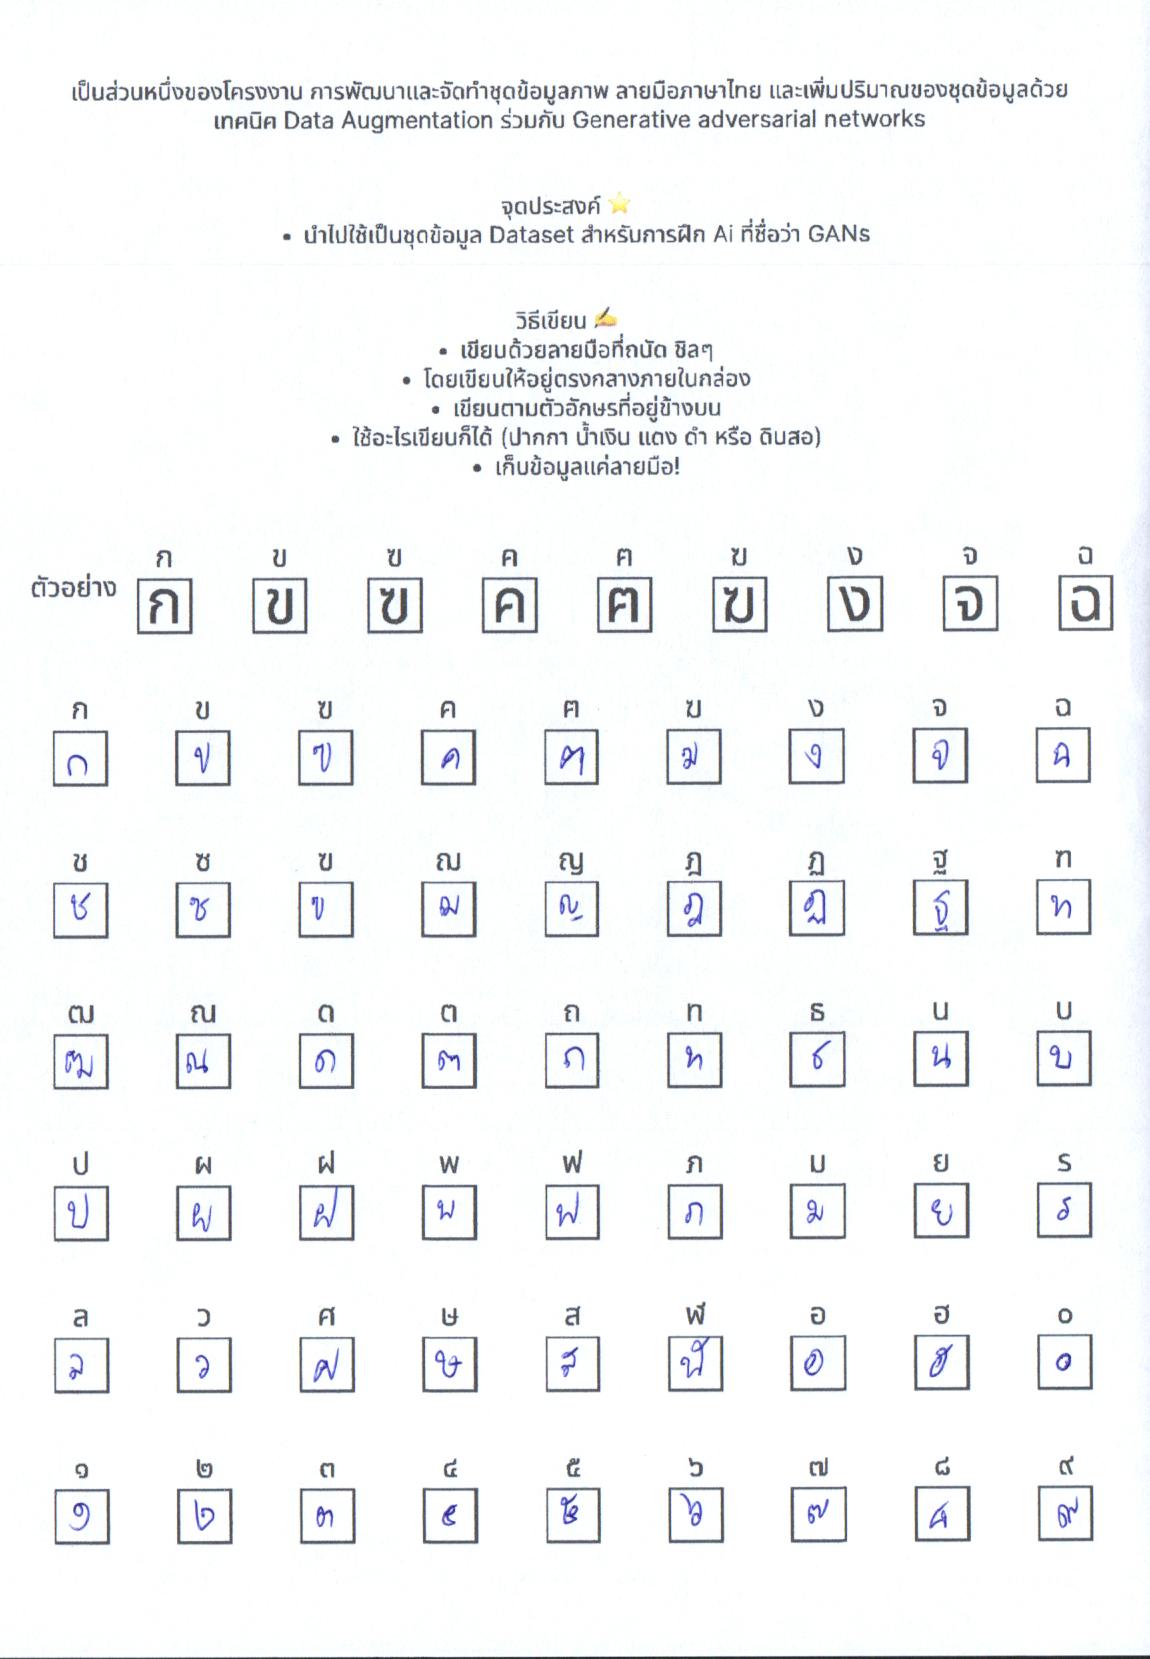 เป็นส่วนหนึ่งของโครงงาน การพัฒนาและจัดทำชุดข้อมูลภาพ ลายมือภาษาไทย และเพิ่มปริมาณของชุดข้อมูลด้วย
เทคนิค Data Augmentation ร่วมกับ Generative adversarial networks
จุดประสงค์ ⭐
• นำไปใช้เป็นชุดข้อมูล Dataset สำหรับการฝึก Ai ที่ชื่อว่า GANs
วิธีเขียน ✍️
• เขียนด้วยลายมือที่ถนัด ชิลๆ
• โดยเขียนให้อยู่ตรงกลางภายในกล่อง
• เขียนตามตัวอักษรที่อยู่ข้างบน
• ใช้อะไรเขียนก็ได้ (ปากกา น้ำเงิน แดง ดำ หรือ ดินสอ)
• เก็บข้อมูลแค่ลายมือ!
ก ข ฃ ค ฅ ฆ ง จ ฉ
ตัวอย่าง ก ข ฃ ค ฅ ฆ ง จ ฉ
ก ข ฃ ค ฅ ฆ ง จ ฉ
ก ข ฃ ค ฅ ฆ ง จ ฉ
ช ซ ฃ ฌ ญ ฎ ฏ ฐ ฑ
ช ซ ฃ ฌ ญ ฎ ฏ ฐ ฑ
ฒ ณ ด ต ถ ท ธ น บ
ฒ ณ ด ต ถ ท ธ น บ
ป ผ ฝ พ ฟ ภ ม ย ร
ป ผ ฝ พ ฟ ภ ม ย ร
ล ว ศ ษ ส ฬ อ ฮ ๐
ล ว ศ ษ ส ฬ อ ฮ ๐
๑ ๒ ๓ ๔ ๕ ๖ ๗ ๘ ๙
๑ ๒ ๓ ๔ ๕ ๖ ๗ ๘ ๙